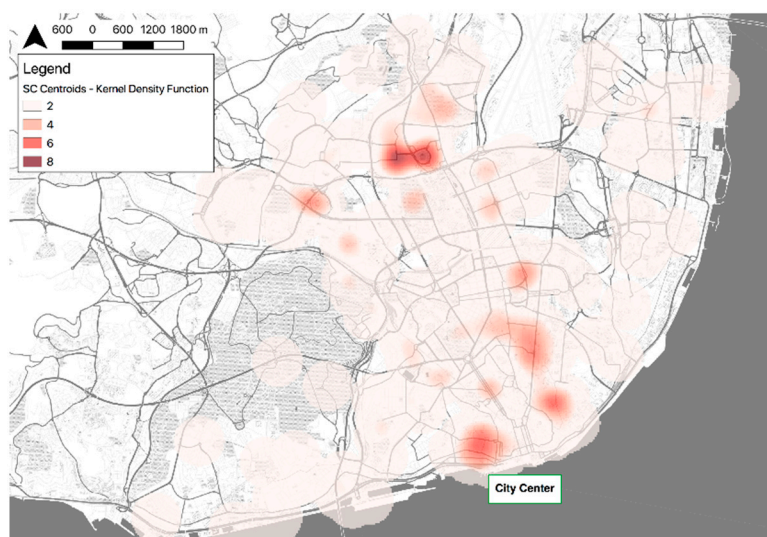 600 0 600 1200 1800 m
Legend
SC Centroids - Kernel Density Function
2
4
6
8
City Center